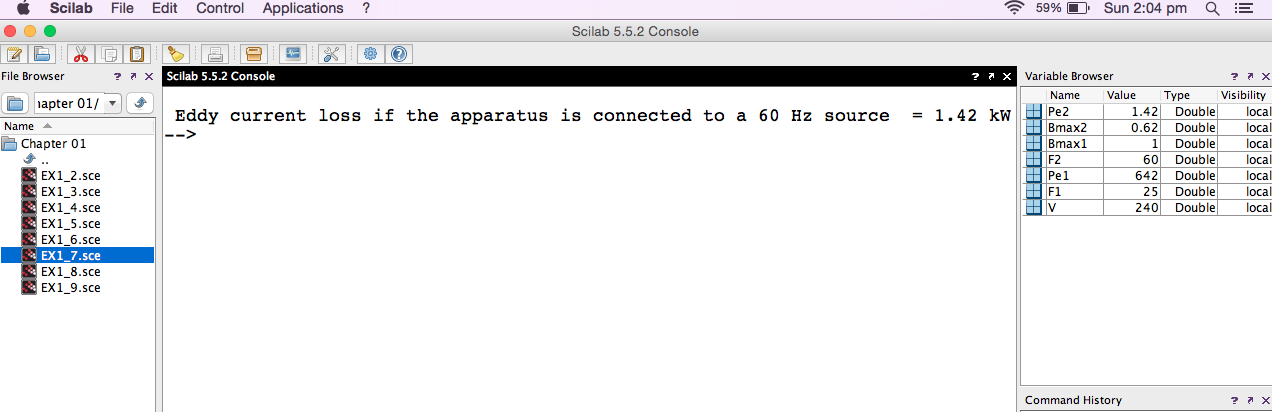 Scilab File Edit Control Applications ? 59% Sun 2:04 pm
Scilab 5.5.2 Console
File Browser ? Scilab 5.5.2 Console ? Variable Browser ?
apter 01/
Name
Chapter 01
..
EX1_2.sce
EX1_3.sce
EX1_4.sce
EX1_5.sce
EX1_6.sce
EX1_7.sce
EX1_8.sce
EX1_9.sce
Eddy current loss if the apparatus is connected to a 60 Hz source = 1.42 kW
-->
Name Value Type Visibility
Pe2 1.42 Double local
Bmax2 0.62 Double local
Bmax1 1 Double local
F2 60 Double local
Pe1 642 Double local
F1 25 Double local
V 240 Double local
Command History ?